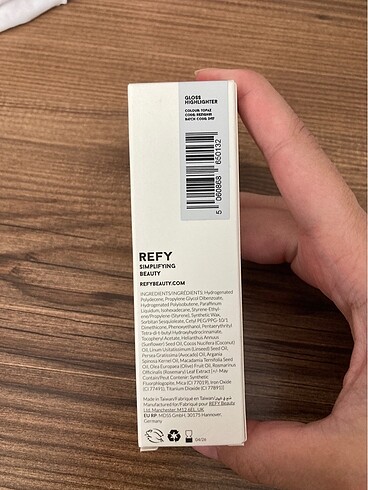 GLOSS
HIGHLIGHTER
COLOUR: TOPAZ
5 060868 650132
REFY
SIMPLIFYING
BEAUTY
REFYBEAUTY.COM
INGREDIENTS/INGRÉDIENTS: Hydrogenated
Polydecene, Propylene Glycol Dibenzoate,
Hydrogenated Polyisobutene, Paraffinum
Liquidum, Isohexadecane, Styrene-Ethyl-
ene/Propylene-(Styrene), Synthetic Wax,
Sorbitan Sesquioleate, Cetyl PEG/PPG-10/1
Dimethicone, Phenoxyethanol, Pentaerythrityl
Tetra-di-t-butyl Hydroxyhydrocinnamate,
Tocopheryl Acetate, Helianthus Annuus
(Sunflower) Seed Oil, Cocos Nucifera (Coconut)
Oil, Linum Usitatissimum (Linseed) Seed Oil,
Persea Gratissima (Avocado) Oil, Argania
Spinosa Kernel Oil, Macadamia Ternifolia Seed
Oil, Olea Europaea (Olive) Fruit Oil, Rosmarinus
Officinalis (Rosemary) Leaf Extract [+/- May
Contain/Peut Contenir: Synthetic
Fluorphlogopite, Mica (CI 77019), Iron Oxide
(CI 77491), Titanium Dioxide (CI 77891)]
Made in Taiwan/Fabriqué en Taiwan/
Manufactured for/Fabriqué pour REFY Beauty
Ltd, Manchester, M12 6EL. UK
EU RP: MDSS GmbH, 30175 Hannover,
Germany